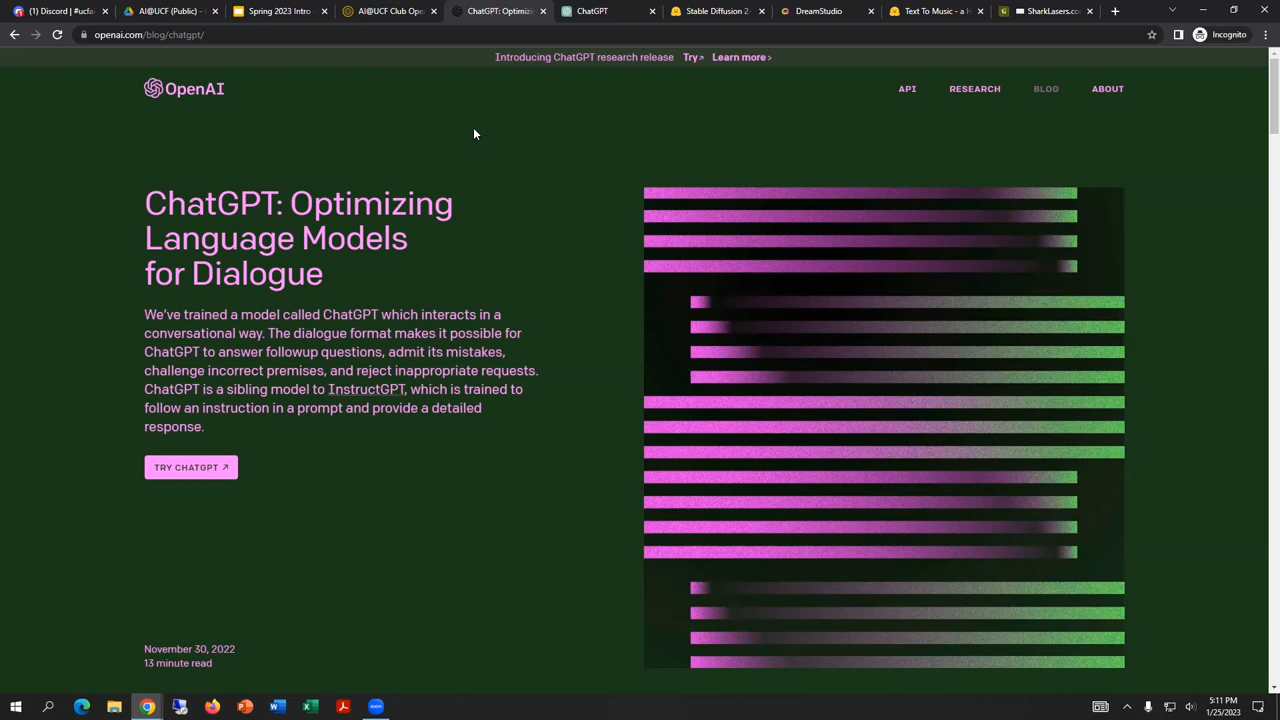 (1) Discord | #ucfai
AI@UCF (Public) -
Spring 2023 Intro
AI@UCF Club Open
ChatGPT: Optimizi
ChatGPT
Stable Diffusion 2-
DreamStudio
Text To Music - a H
SharkLasers.co
openai.com/blog/chatgpt/
Incognito
Introducing ChatGPT research release Try↗ Learn more ›
OpenAI
API RESEARCH BLOG ABOUT
ChatGPT: Optimizing
Language Models
for Dialogue
We've trained a model called ChatGPT which interacts in a
conversational way. The dialogue format makes it possible for
ChatGPT to answer followup questions, admit its mistakes,
challenge incorrect premises, and reject inappropriate requests.
ChatGPT is a sibling model to InstructGPT, which is trained to
follow an instruction in a prompt and provide a detailed
response.
TRY CHATGPT ↗
November 30, 2022
13 minute read
5:11 PM
1/25/2023